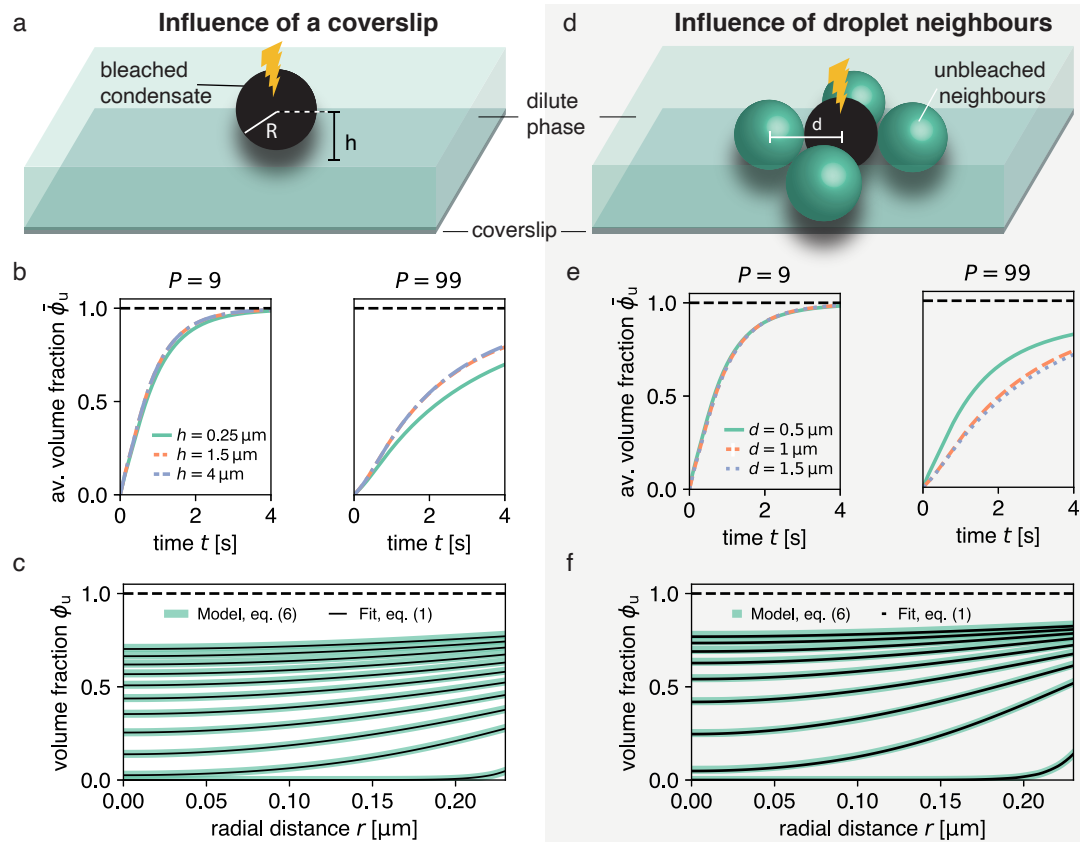 a
Influence of a coverslip
bleached
condensate
R
h
dilute
phase
coverslip
d
Influence of droplet neighbours
unbleached
neighbours
d
b
P = 9
P = 99
av. volume fraction ϕ̄u
1.0
0.5
0.0
h = 0.25 μm
h = 1.5 μm
h = 4 μm
0
2
4
0
2
4
time t [s]
time t [s]
e
P = 9
P = 99
av. volume fraction ϕ̄u
1.0
0.5
0.0
d = 0.5 μm
d = 1 μm
d = 1.5 μm
0
2
4
0
2
4
time t [s]
time t [s]
c
volume fraction ϕu
1.0
0.5
0.0
Model, eq. (6)
Fit, eq. (1)
0.00
0.05
0.10
0.15
0.20
radial distance r [μm]
f
volume fraction ϕu
1.0
0.5
0.0
Model, eq. (6)
Fit, eq. (1)
0.00
0.05
0.10
0.15
0.20
radial distance r [μm]